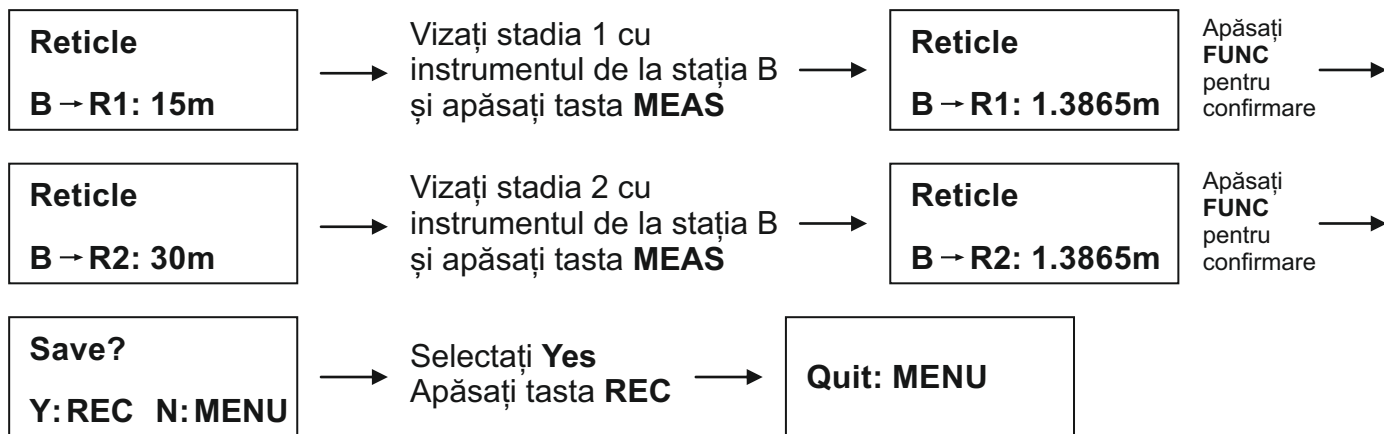 Reticle
B → R1: 15m
Vizați stadia 1 cu
instrumentul de la stația B
și apăsați tasta MEAS
Reticle
B → R1: 1.3865m
Apăsați
FUNC
pentru
confirmare
Reticle
B → R2: 30m
Vizați stadia 2 cu
instrumentul de la stația B
și apăsați tasta MEAS
Reticle
B → R2: 1.3865m
Apăsați
FUNC
pentru
confirmare
Save?
Y: REC N: MENU
Selectați Yes
Apăsați tasta REC
Quit: MENU